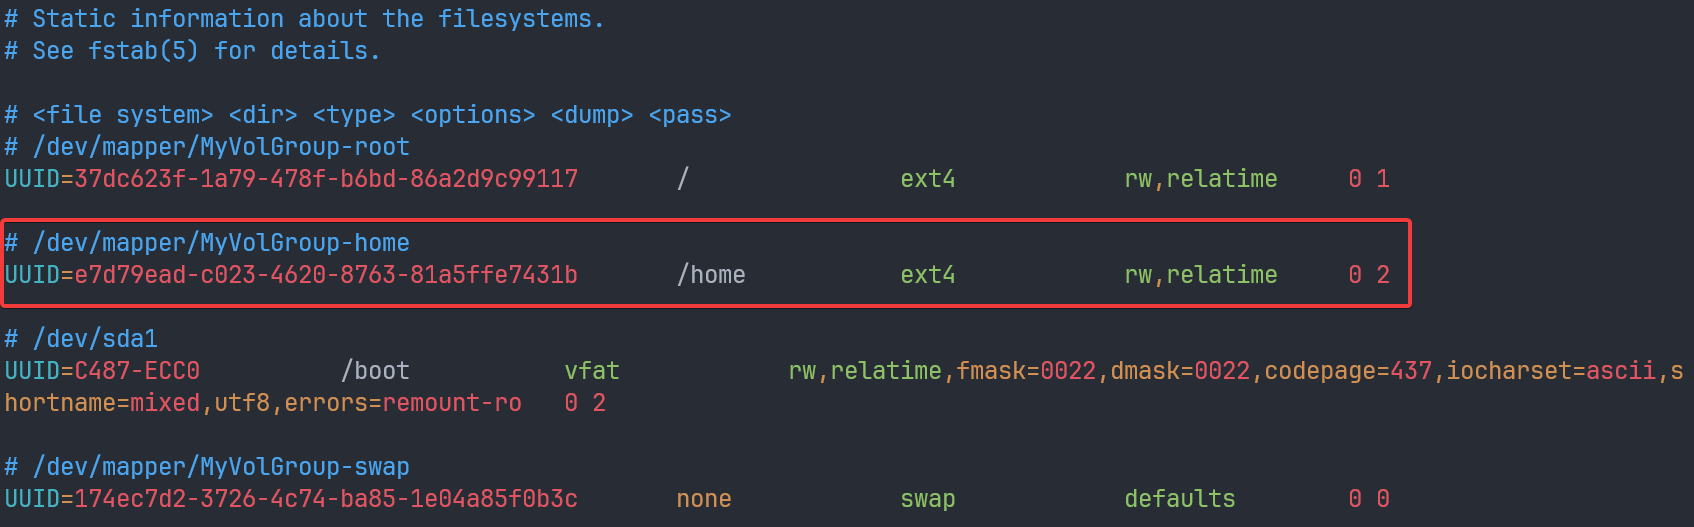 # Static information about the filesystems.
# See fstab(5) for details.
# <file system> <dir> <type> <options> <dump> <pass>
# /dev/mapper/MyVolGroup-root
UUID=37dc623f-1a79-478f-b6bd-86a2d9c99117 / ext4 rw,relatime 0 1
# /dev/mapper/MyVolGroup-home
UUID=e7d79ead-c023-4620-8763-81a5ffe7431b /home ext4 rw,relatime 0 2
# /dev/sda1
UUID=C487-ECC0 /boot vfat rw,relatime,fmask=0022,dmask=0022,codepage=437,iocharset=ascii,s
hortname=mixed,utf8,errors=remount-ro 0 2
# /dev/mapper/MyVolGroup-swap
UUID=174ec7d2-3726-4c74-ba85-1e04a85f0b3c none swap defaults 0 0